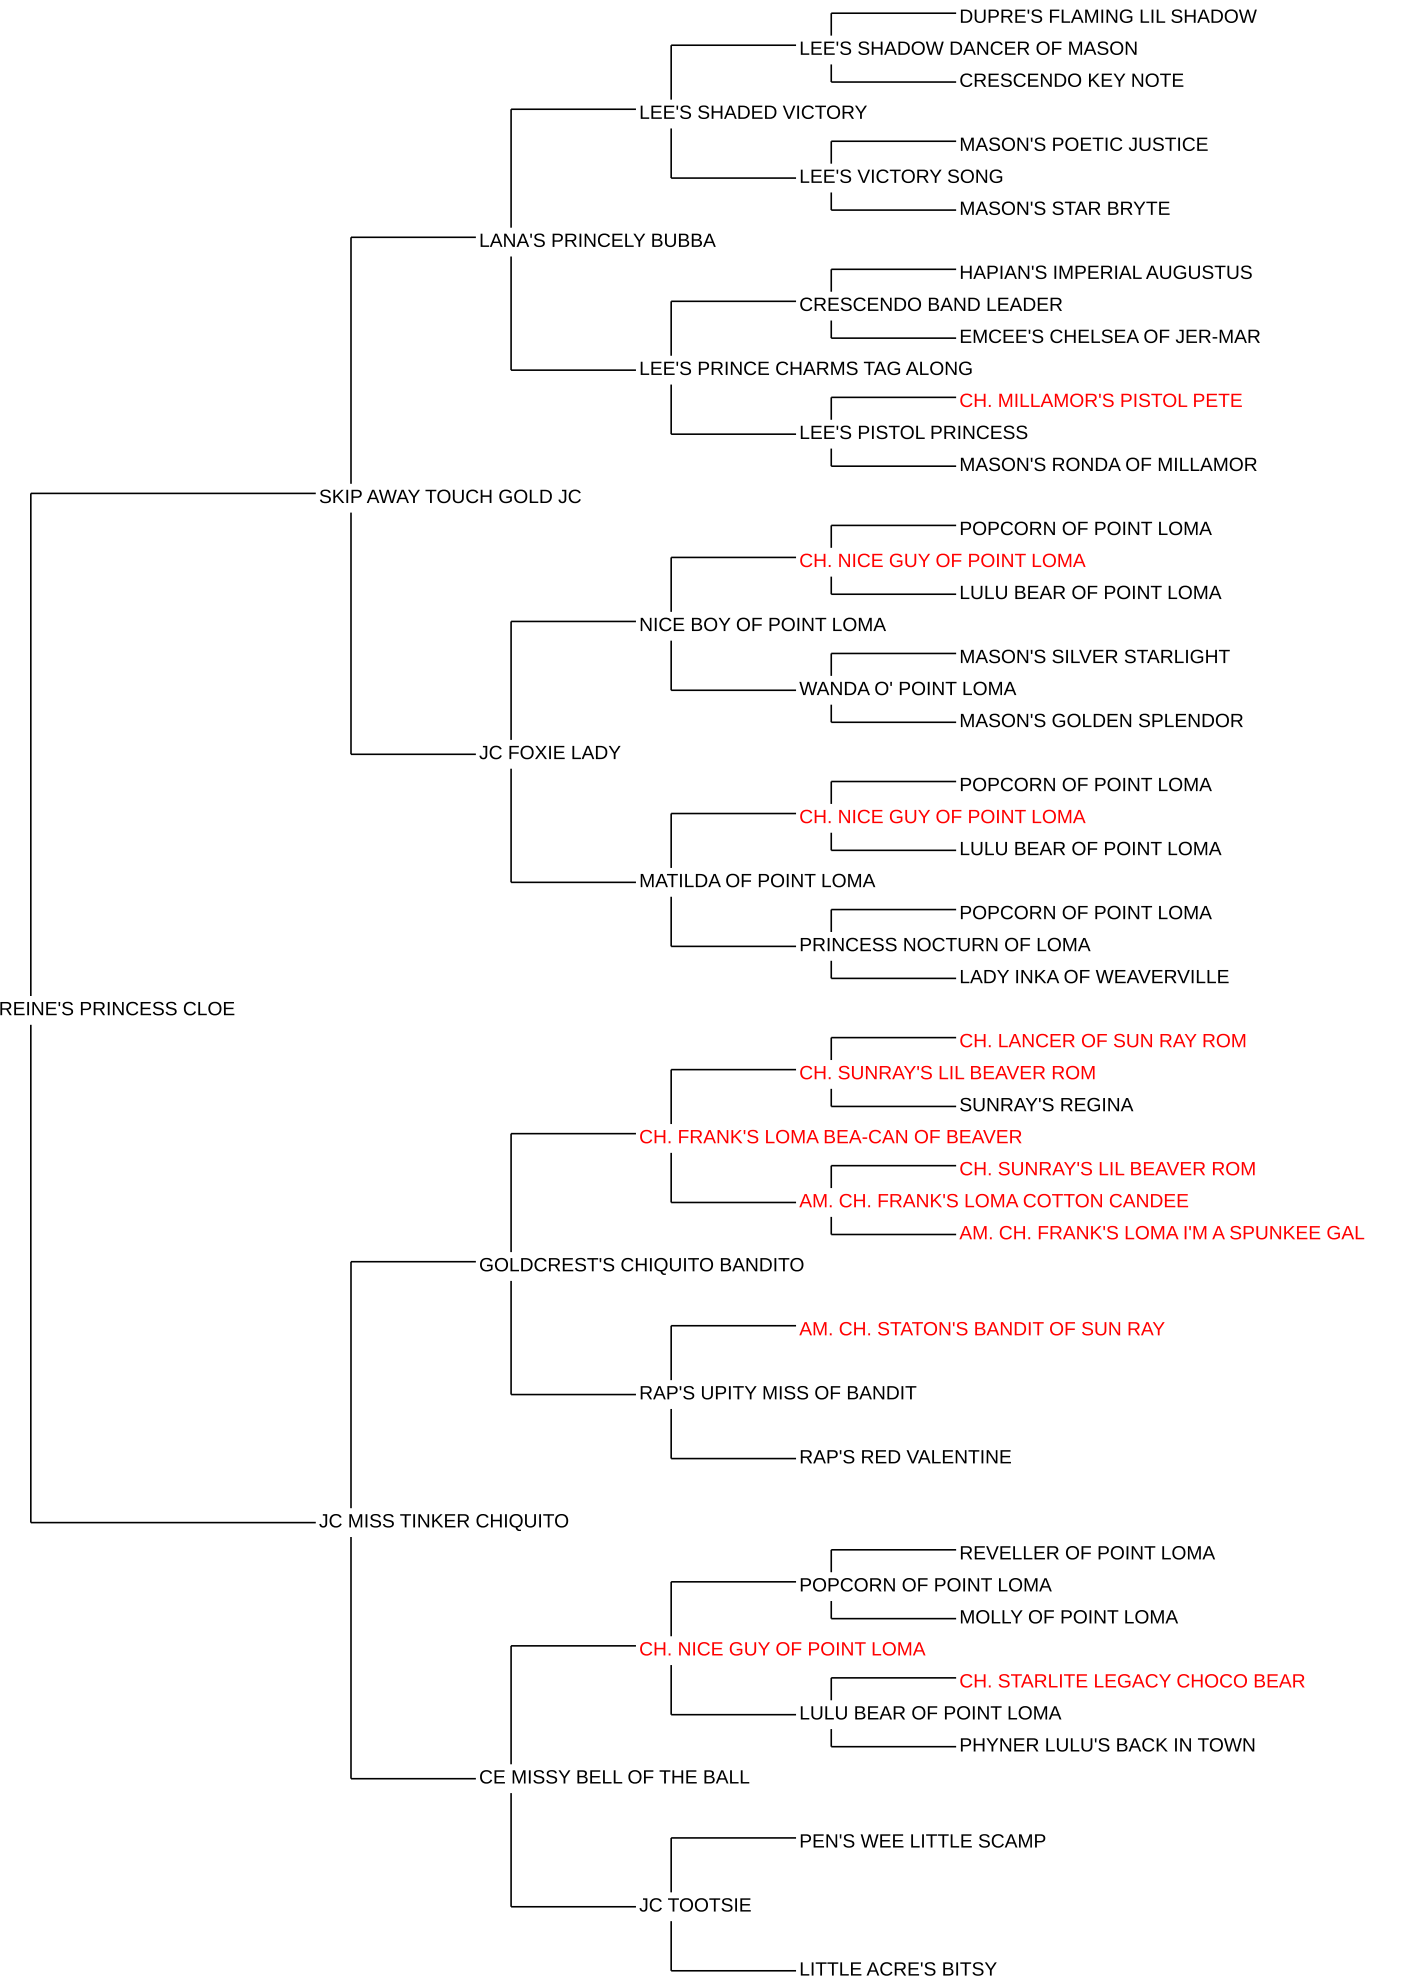 DUPRE'S FLAMING LIL SHADOW
LEE'S SHADOW DANCER OF MASON
CRESCENDO KEY NOTE
LEE'S SHADED VICTORY
MASON'S POETIC JUSTICE
LEE'S VICTORY SONG
MASON'S STAR BRYTE
LANA'S PRINCELY BUBBA
HAPIAN'S IMPERIAL AUGUSTUS
CRESCENDO BAND LEADER
EMCEE'S CHELSEA OF JER-MAR
LEE'S PRINCE CHARMS TAG ALONG
CH. MILLAMOR'S PISTOL PETE
LEE'S PISTOL PRINCESS
MASON'S RONDA OF MILLAMOR
SKIP AWAY TOUCH GOLD JC
POPCORN OF POINT LOMA
CH. NICE GUY OF POINT LOMA
LULU BEAR OF POINT LOMA
NICE BOY OF POINT LOMA
MASON'S SILVER STARLIGHT
WANDA O' POINT LOMA
MASON'S GOLDEN SPLENDOR
JC FOXIE LADY
POPCORN OF POINT LOMA
CH. NICE GUY OF POINT LOMA
LULU BEAR OF POINT LOMA
MATILDA OF POINT LOMA
POPCORN OF POINT LOMA
PRINCESS NOCTURN OF LOMA
LADY INKA OF WEAVERVILLE
REINE'S PRINCESS CLOE
CH. LANCER OF SUN RAY ROM
CH. SUNRAY'S LIL BEAVER ROM
SUNRAY'S REGINA
CH. FRANK'S LOMA BEA-CAN OF BEAVER
CH. SUNRAY'S LIL BEAVER ROM
AM. CH. FRANK'S LOMA COTTON CANDEE
AM. CH. FRANK'S LOMA I'M A SPUNKEE GAL
GOLDCREST'S CHIQUITO BANDITO
AM. CH. STATON'S BANDIT OF SUN RAY
RAP'S UPITY MISS OF BANDIT
RAP'S RED VALENTINE
JC MISS TINKER CHIQUITO
REVELLER OF POINT LOMA
POPCORN OF POINT LOMA
MOLLY OF POINT LOMA
CH. NICE GUY OF POINT LOMA
CH. STARLITE LEGACY CHOCO BEAR
LULU BEAR OF POINT LOMA
PHYNER LULU'S BACK IN TOWN
CE MISSY BELL OF THE BALL
PEN'S WEE LITTLE SCAMP
JC TOOTSIE
LITTLE ACRE'S BITSY